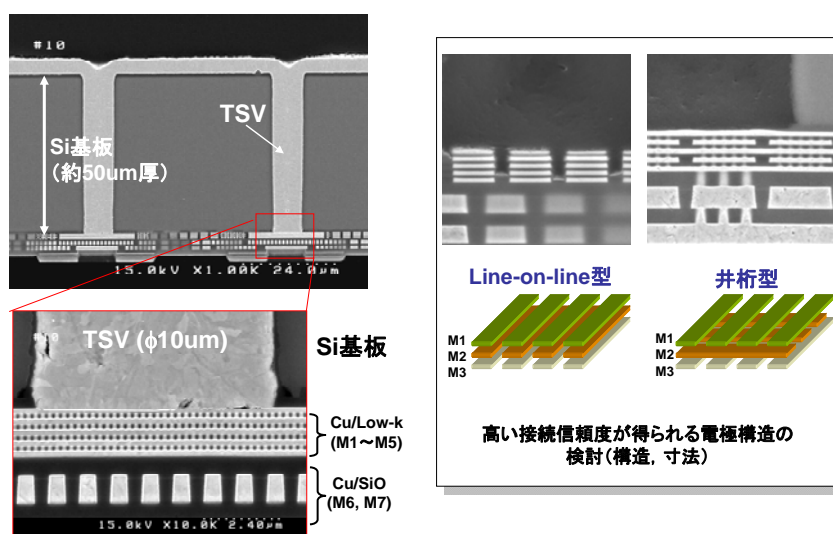 #10
TSV
Si基板
(約50um厚)
15.0kV X1.00K 24.0μm
TSV (ϕ10um)
Si基板
Cu/Low-k
(M1～M5)
Cu/SiO
(M6, M7)
15.0kV X10.0K 2.40μm
Line-on-line型
井桁型
M1
M2
M3
M1
M2
M3
高い接続信頼度が得られる電極構造の
検討(構造, 寸法)